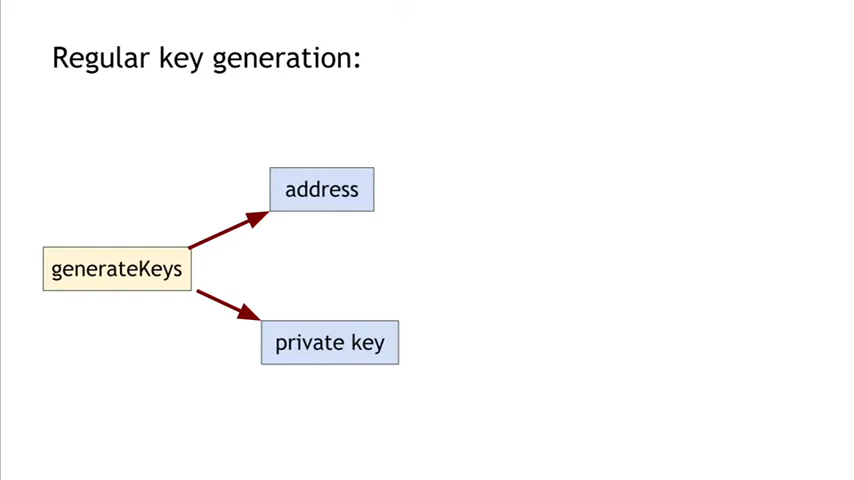 Regular key generation:
address
generateKeys
private key